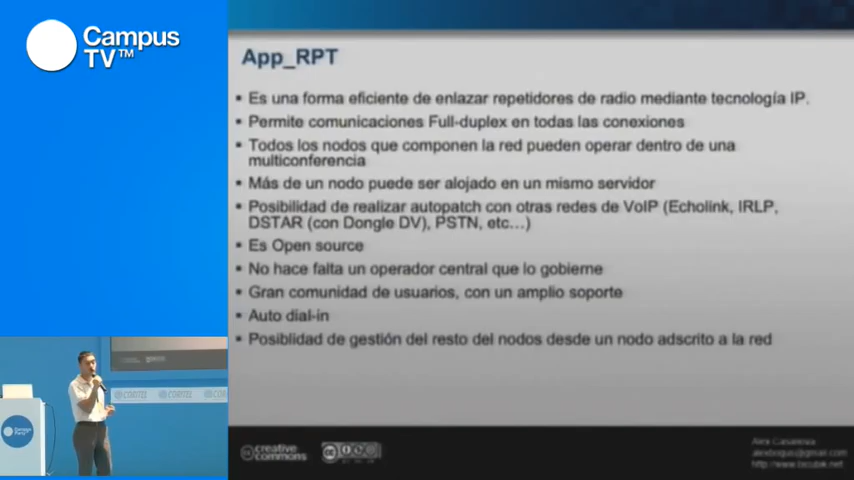 Campus
TV™
App_RPT
Es una forma eficiente de enlazar repetidores de radio mediante tecnología IP.
Permite comunicaciones Full-duplex en todas las conexiones
Todos los nodos que componen la red pueden operar dentro de una
multiconferencia
Más de un nodo puede ser alojado en un mismo servidor
Posibilidad de realizar autopatch con otras redes de VoIP (Echolink, IRLP,
DSTAR (con Dongle DV), PSTN, etc...)
Es Open source
No hace falta un operador central que lo gobierne
Gran comunidad de usuarios, con un amplio soporte
Auto dial-in
Posiblidad de gestión del resto del nodos desde un nodo adscrito a la red
creative
commons
Alex Casanova